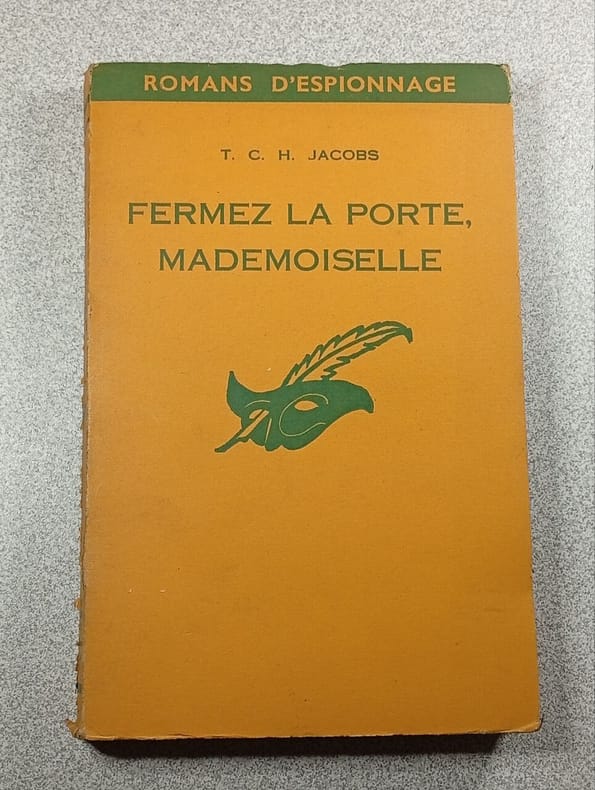 ROMANS D'ESPIONNAGE
T. C. H. JACOBS
FERMEZ LA PORTE,
MADEMOISELLE